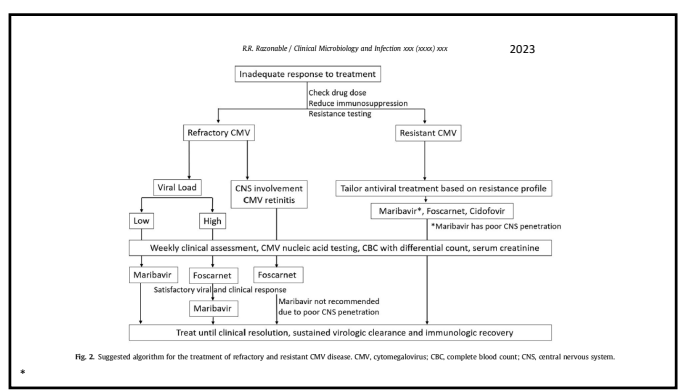 R.R. Razonable / Clinical Microbiology and Infection xxx (xxxx) xxx
2023
Inadequate response to treatment
Check drug dose
Reduce immunosuppression
Resistance testing
Refractory CMV
Resistant CMV
Viral Load
CNS involvement
CMV retinitis
Tailor antiviral treatment based on resistance profile
Low
High
Maribavir*, Foscarnet, Cidofovir
*Maribavir has poor CNS penetration
Weekly clinical assessment, CMV nucleic acid testing, CBC with differential count, serum creatinine
Maribavir
Foscarnet
Foscarnet
Satisfactory viral and clinical response
Maribavir
Maribavir not recommended
due to poor CNS penetration
Treat until clinical resolution, sustained virologic clearance and immunologic recovery
Fig. 2. Suggested algorithm for the treatment of refractory and resistant CMV disease. CMV, cytomegalovirus; CBC, complete blood count; CNS, central nervous system.
*